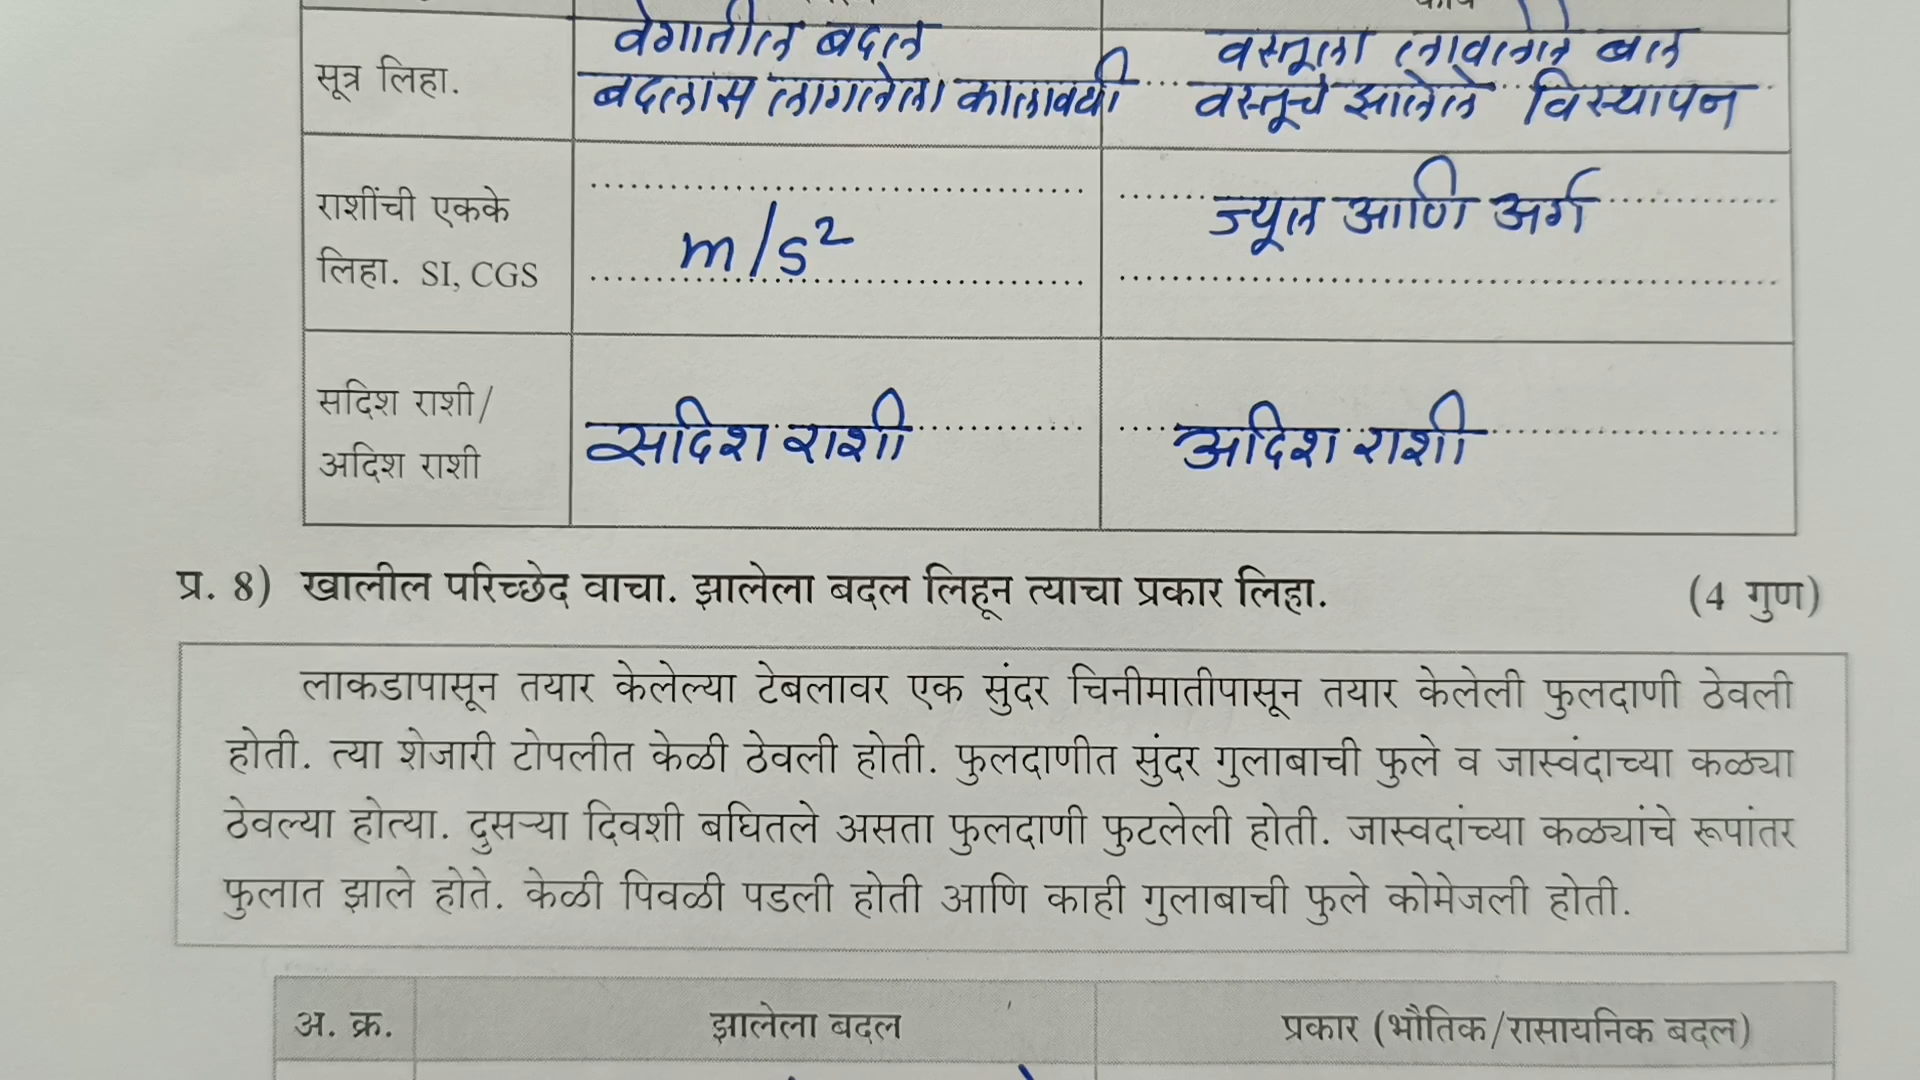 सूत्र लिहा.
वेगातील बदल
बदलास लागलेला कालावधी
वस्तूला लावलेले बल
वस्तूचे झालेले विस्थापन
राशींची एकके
लिहा. SI, CGS
m/s²
ज्यूल आणि अर्ग
सदिश राशी/
अदिश राशी
सदिश राशी
अदिश राशी
प्र. 8) खालील परिच्छेद वाचा. झालेला बदल लिहून त्याचा प्रकार लिहा. (4 गुण)
लाकडापासून तयार केलेल्या टेबलावर एक सुंदर चिनीमातीपासून तयार केलेली फुलदाणी ठेवली
होती. त्या शेजारी टोपलीत केळी ठेवली होती. फुलदाणीत सुंदर गुलाबाची फुले व जास्वंदाच्या कळ्या
ठेवल्या होत्या. दुसऱ्या दिवशी बघितले असता फुलदाणी फुटलेली होती. जास्वदांच्या कळ्यांचे रूपांतर
फुलात झाले होते. केळी पिवळी पडली होती आणि काही गुलाबाची फुले कोमेजली होती.
अ. क्र. झालेला बदल प्रकार (भौतिक/रासायनिक बदल)